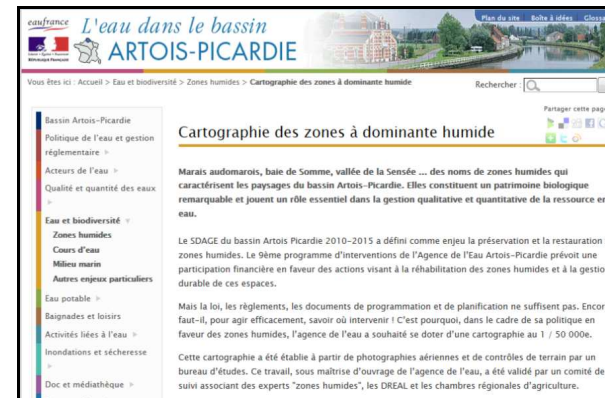 eaufrance
L'eau dans le bassin
ARTOIS-PICARDIE
Plan du site Boîte à idées Glossa
Vous êtes ici : Accueil > Eau et biodiversité > Zones humides > Cartographie des zones à dominante humide
Rechercher :
Partager cette page
Bassin Artois-Picardie
Politique de l'eau et gestion
réglementaire
Acteurs de l'eau
Qualité et quantité des eaux
Eau et biodiversité
Zones humides
Cours d'eau
Milieu marin
Autres enjeux particuliers
Eau potable
Baignades et loisirs
Activités liées à l'eau
Inondations et sécheresse
Doc et médiathèque
Cartographie des zones à dominante humide
Marais audomarois, baie de Somme, vallée de la Sensée ... des noms de zones humides qui
caractérisent les paysages du bassin Artois-Picardie. Elles constituent un patrimoine biologique
remarquable et jouent un rôle essentiel dans la gestion qualitative et quantitative de la ressource en
eau.
Le SDAGE du bassin Artois Picardie 2010-2015 a défini comme enjeu la préservation et la restauration
zones humides. Le 9ème programme d'interventions de l'Agence de l'Eau Artois-Picardie prévoit une
participation financière en faveur des actions visant à la réhabilitation des zones humides et à la gestio
durable de ces espaces.
Mais la loi, les règlements, les documents de programmation et de planification ne suffisent pas. Encor
faut-il, pour agir efficacement, savoir où intervenir ! C'est pourquoi, dans le cadre de sa politique en
faveur des zones humides, l'agence de l'eau a souhaité se doter d'une cartographie au 1 / 50 000e.
Cette cartographie a été établie à partir de photographies aériennes et de contrôles de terrain par un
bureau d'études. Ce travail, sous maîtrise d'ouvrage de l'agence de l'eau, a été validé par un comité de
suivi associant des experts "zones humides", les DREAL et les chambres régionales d'agriculture.